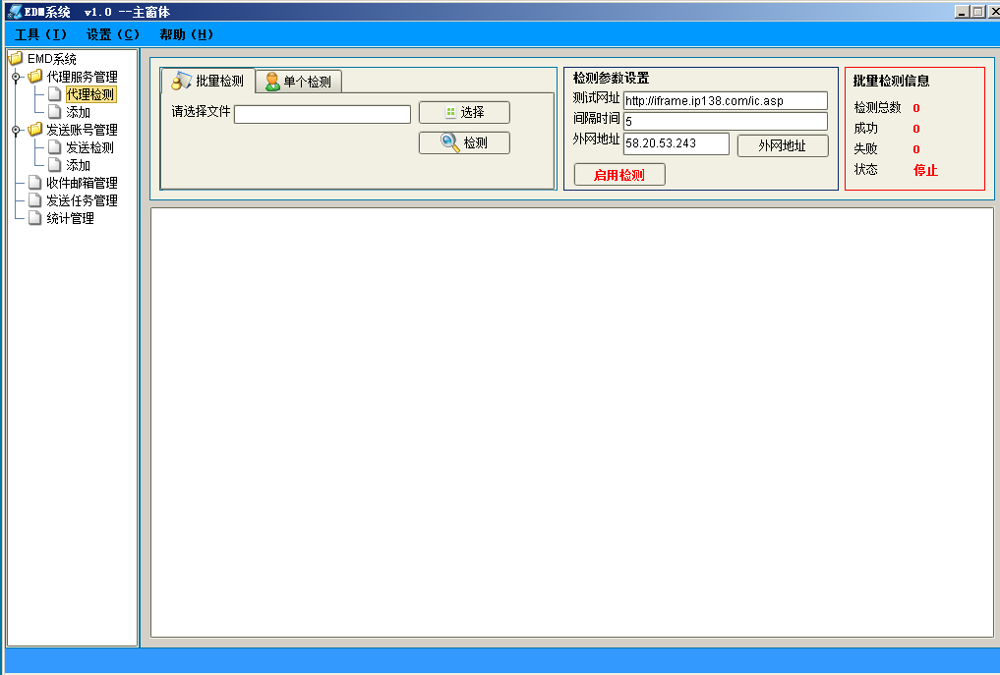 EDM系统 v1.0 --主窗体
工具(I) 设置(C) 帮助(H)
EMD系统
代理服务管理
代理检测
添加
发送账号管理
发送检测
添加
收件邮箱管理
发送任务管理
统计管理
批量检测 单个检测
请选择文件 选择
检测
检测参数设置
测试网址 http://iframe.ip138.com/ic.asp
间隔时间 5
外网地址 58.20.53.243 外网地址
启用检测
批量检测信息
检测总数 0
成功 0
失败 0
状态 停止